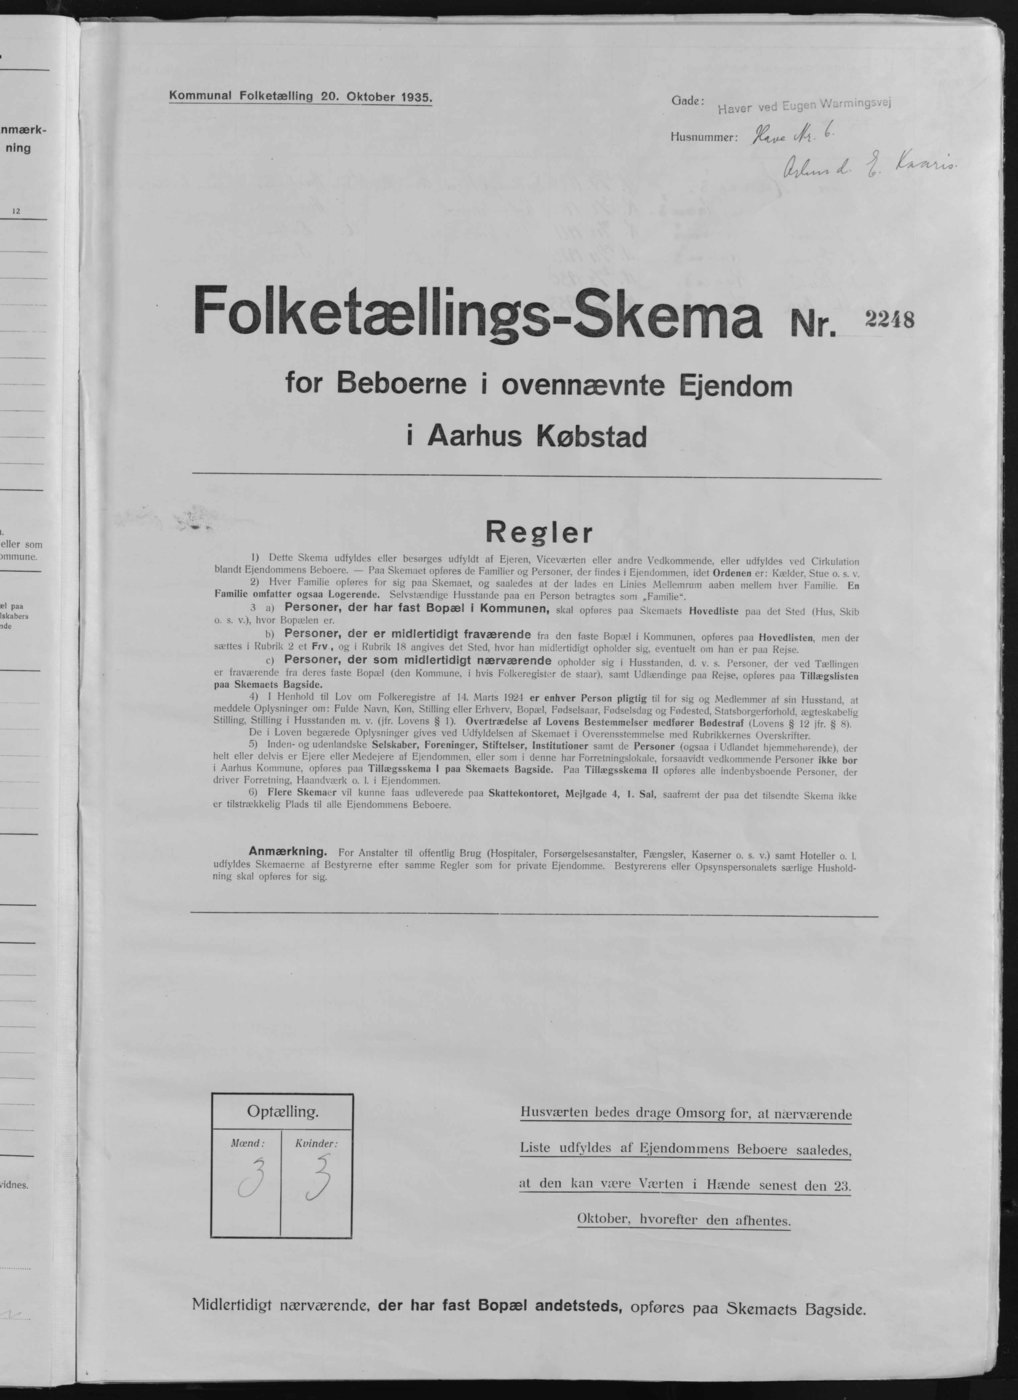 nmærk-
ning
12
eller som
ommune.
el paa
lskabers
nde
vidnes.
Kommunal Folketælling 20. Oktober 1935.
Gade: Haver ved Eugen Warmingsvej
Husnummer: Have Nr. 6.
E. Kaaris.
Folketællings-Skema Nr. 2248
for Beboerne i ovennævnte Ejendom
i Aarhus Købstad
Regler
1) Dette Skema udfyldes eller besørges udfyldt af Ejeren, Viceværten eller andre Vedkommende, eller udfyldes ved Cirkulation
blandt Ejendommens Beboere. — Paa Skemaet opføres de Familier og Personer, der findes i Ejendommen, idet Ordenen er: Kælder, Stue o. s. v.
2) Hver Familie opføres for sig paa Skemaet, og saaledes at der lades en Linies Mellemrum aaben mellem hver Familie. En
Familie omfatter ogsaa Logerende. Selvstændige Husstande paa en Person betragtes som „Familie“.
3 a) Personer, der har fast Bopæl i Kommunen, skal opføres paa Skemaets Hovedliste paa det Sted (Hus, Skib
o. s. v.), hvor Bopælen er.
b) Personer, der er midlertidigt fraværende fra den faste Bopæl i Kommunen, opføres paa Hovedlisten, men der
sættes i Rubrik 2 et Frv., og i Rubrik 18 angives det Sted, hvor han midlertidigt opholder sig, eventuelt om han er paa Rejse.
c) Personer, der som midlertidigt nærværende opholder sig i Husstanden, d. v. s. Personer, der ved Tællingen
er fraværende fra deres faste Bopæl (den Kommune, i hvis Folkeregister de staar), samt Udlændinge paa Rejse, opføres paa Tillægslisten
paa Skemaets Bagside.
4) I Henhold til Lov om Folkeregistre af 14. Marts 1924 er enhver Person pligtig til for sig og Medlemmer af sin Husstand, at
meddele Oplysninger om: Fulde Navn, Køn, Stilling eller Erhverv, Bopæl, Fødselsaar, Fødselsdag og Fødested, Statsborgerforhold, ægteskabelig
Stilling, Stilling i Husstanden m. v. (jfr. Lovens § 1). Overtrædelse af Lovens Bestemmelser medfører Bødestraf (Lovens § 12 jfr. § 8).
De i Loven begærede Oplysninger gives ved Udfyldelsen af Skemaet i Overensstemmelse med Rubrikkernes Overskrifter.
5) Inden- og udenlandske Selskaber, Foreninger, Stiftelser, Institutioner samt de Personer (ogsaa i Udlandet hjemmehørende), der
helt eller delvis er Ejere eller Medejere af Ejendommen, eller som i denne har Forretningslokale, forsaavidt vedkommende Personer ikke bor
i Aarhus Kommune, opføres paa Tillægsskema I paa Skemaets Bagside. Paa Tillægsskema II opføres alle indenbysboende Personer, der
driver Forretning, Haandværk o. l. i Ejendommen.
6) Flere Skemaer vil kunne faas udleverede paa Skattekontoret, Mejlgade 4, 1. Sal, saafremt der paa det tilsendte Skema ikke
er tilstrækkelig Plads til alle Ejendommens Beboere.
Anmærkning. For Anstalter til offentlig Brug (Hospitaler, Forsørgelsesanstalter, Fængsler, Kaserner o. s. v.) samt Hoteller o. l.
udfyldes Skemaerne af Bestyrerne efter samme Regler som for private Ejendomme. Bestyrerens eller Opsynspersonalets særlige Hushold-
ning skal opføres for sig.
Optælling.
Mænd: Kvinder:
3 3
Husværten bedes drage Omsorg for, at nærværende
Liste udfyldes af Ejendommens Beboere saaledes,
at den kan være Værten i Hænde senest den 23.
Oktober, hvorefter den afhentes.
Midlertidigt nærværende, der har fast Bopæl andetsteds, opføres paa Skemaets Bagside.